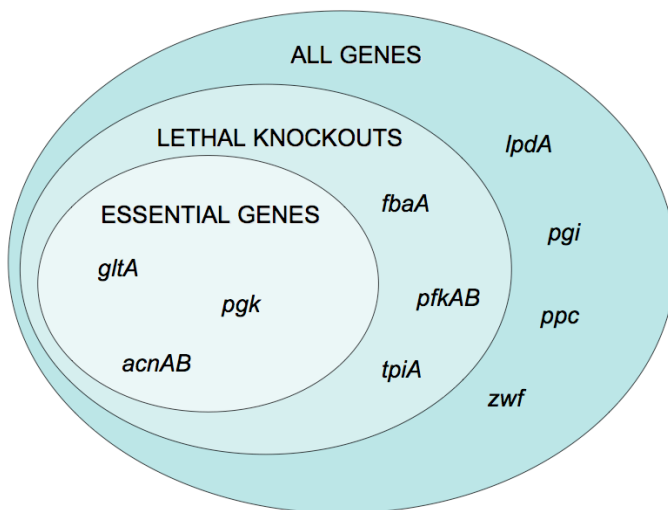 ALL GENES
LETHAL KNOCKOUTS
lpdA
ESSENTIAL GENES
fbaA
pgi
gltA
pgk
pfkAB
ppc
acnAB
tpiA
zwf